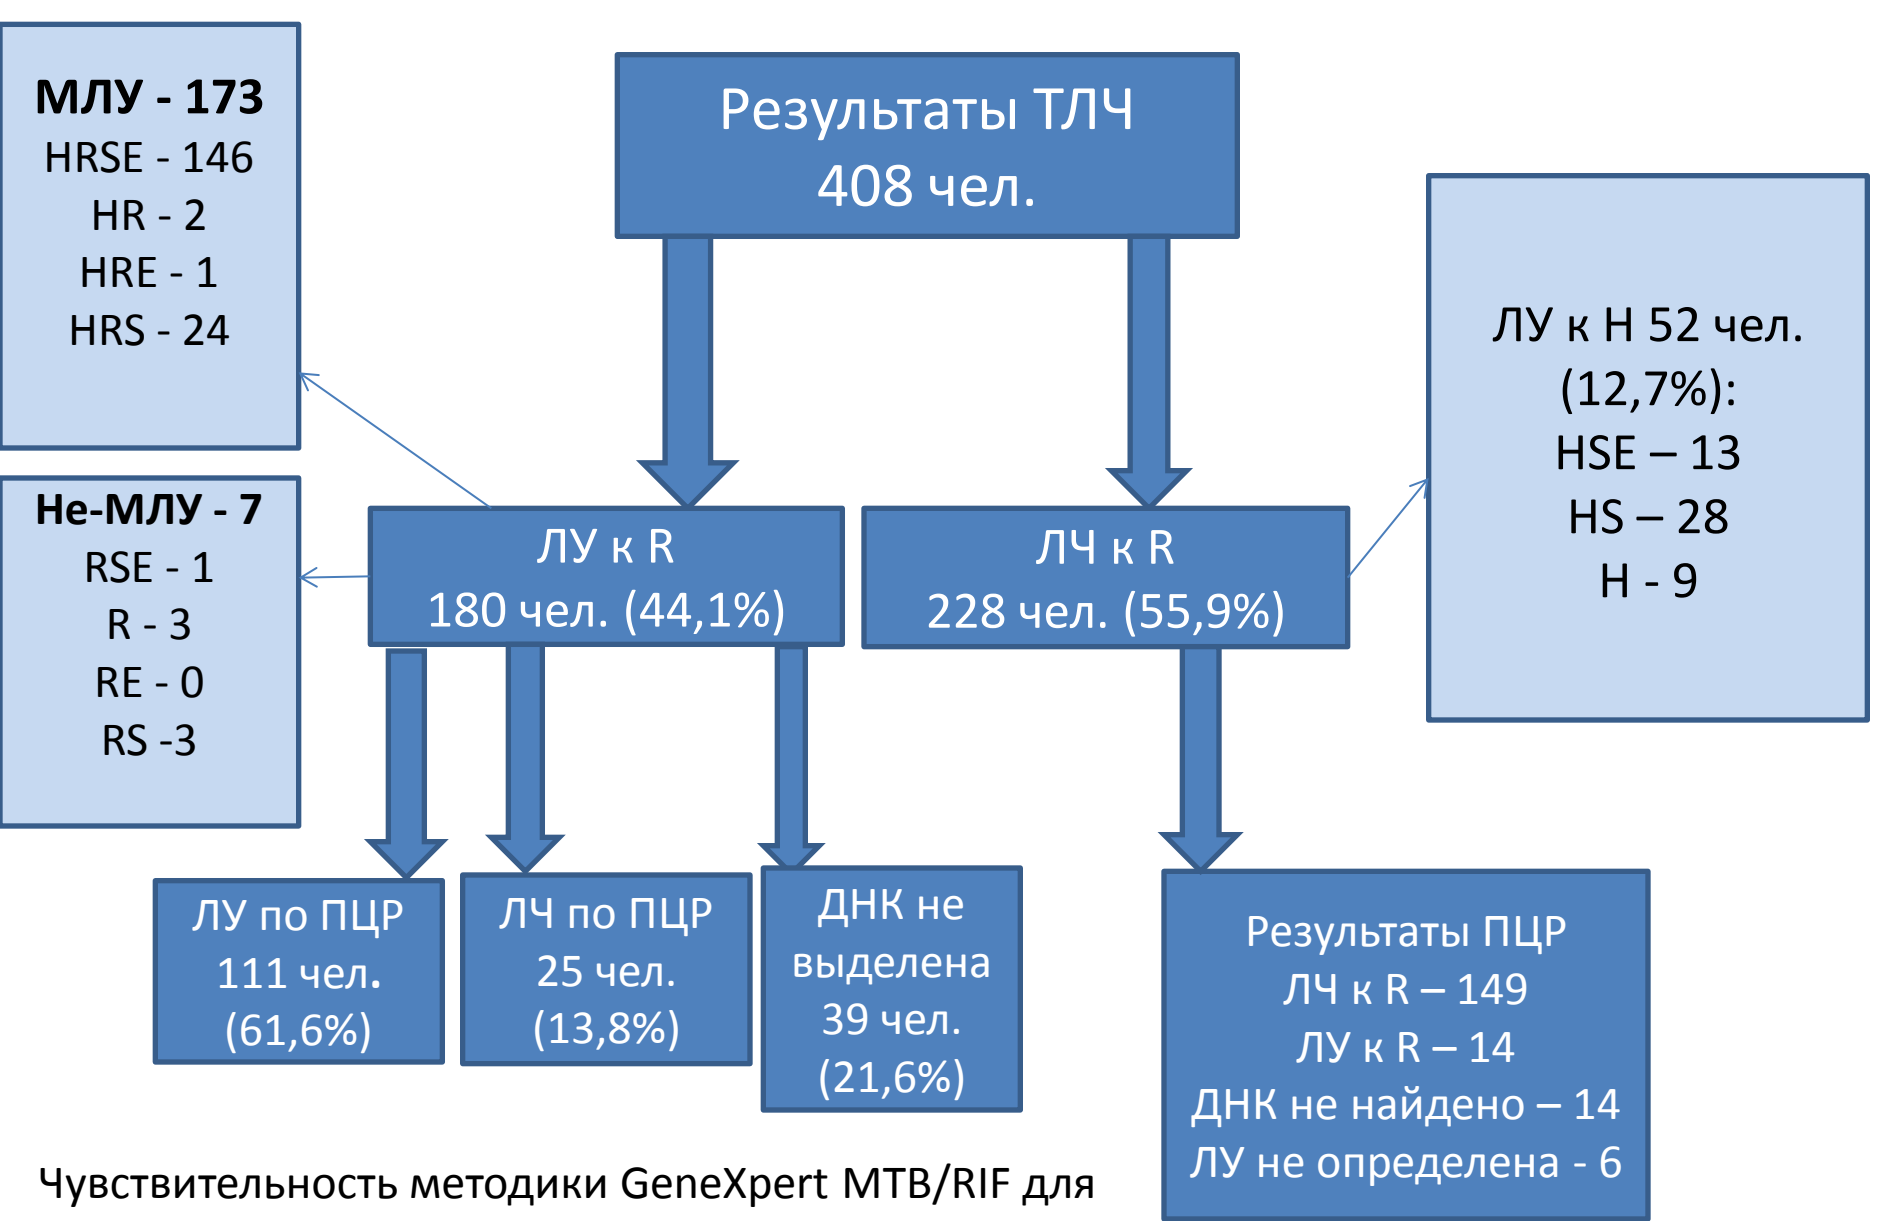 МЛУ - 173
HRSE - 146
HR - 2
HRE - 1
HRS - 24
Результаты ТЛЧ
408 чел.
ЛУ к Н 52 чел.
(12,7%):
HSE – 13
HS – 28
H - 9
Не-МЛУ - 7
RSE - 1
R - 3
RE - 0
RS -3
ЛУ к R
180 чел. (44,1%)
ЛЧ к R
228 чел. (55,9%)
ЛУ по ПЦР
111 чел.
(61,6%)
ЛЧ по ПЦР
25 чел.
(13,8%)
ДНК не
выделена
39 чел.
(21,6%)
Результаты ПЦР
ЛЧ к R – 149
ЛУ к R – 14
ДНК не найдено – 14
ЛУ не определена - 6
Чувствительность методики GeneXpert MTB/RIF для